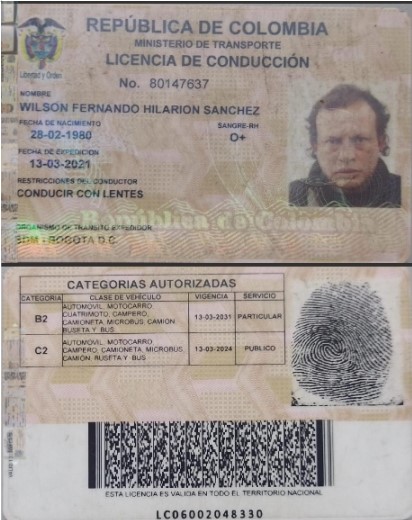 REPÚBLICA DE COLOMBIA
MINISTERIO DE TRANSPORTE
LICENCIA DE CONDUCCIÓN
Libertad y Orden
No. 80147637
NOMBRE
WILSON FERNANDO HILARION SANCHEZ
FECHA DE NACIMIENTO
28-02-1980
SANGRE-RH
O+
FECHA DE EXPEDICION
13-03-2021
RESTRICCIONES DEL CONDUCTOR
CONDUCIR CON LENTES
República de Colombia
ORGANISMO DE TRANSITO EXPEDIDOR
SDM - BOGOTA D.C.
CATEGORIAS AUTORIZADAS
CATEGORIA CLASE DE VEHÍCULO VIGENCIA SERVICIO
B2 AUTOMOVIL, MOTOCARRO, CUATRIMOTO, CAMPERO, CAMIONETA, MICROBUS, CAMION, BUSETA Y BUS 13-03-2031 PARTICULAR
C2 AUTOMOVIL, MOTOCARRO, CAMPERO, CAMIONETA, MICROBUS, CAMION, BUSETA Y BUS 13-03-2024 PUBLICO
ESTA LICENCIA ES VALIDA EN TODO EL TERRITORIO NACIONAL
LC06002048330